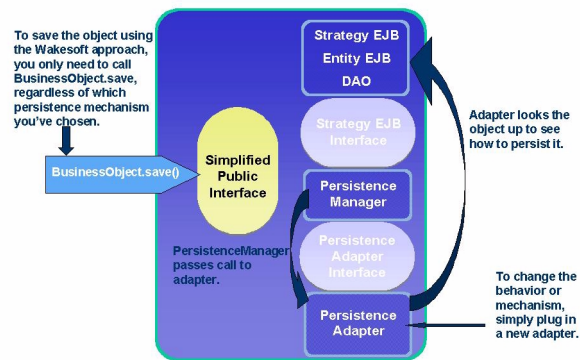 To save the object using
the Wakesoft approach,
you only need to call
BusinessObject.save,
regardless of which
persistence mechanism
you've chosen.
BusinessObject.save()
Simplified
Public
Interface
Strategy EJB
Entity EJB
DAO
Strategy EJB
Interface
Persistence
Manager
PersistenceManager
passes call to
adapter.
Persistence
Adapter
Interface
Persistence
Adapter
Adapter looks the
object up to see
how to persist it.
To change the
behavior or
mechanism,
simply plug in
a new adapter.